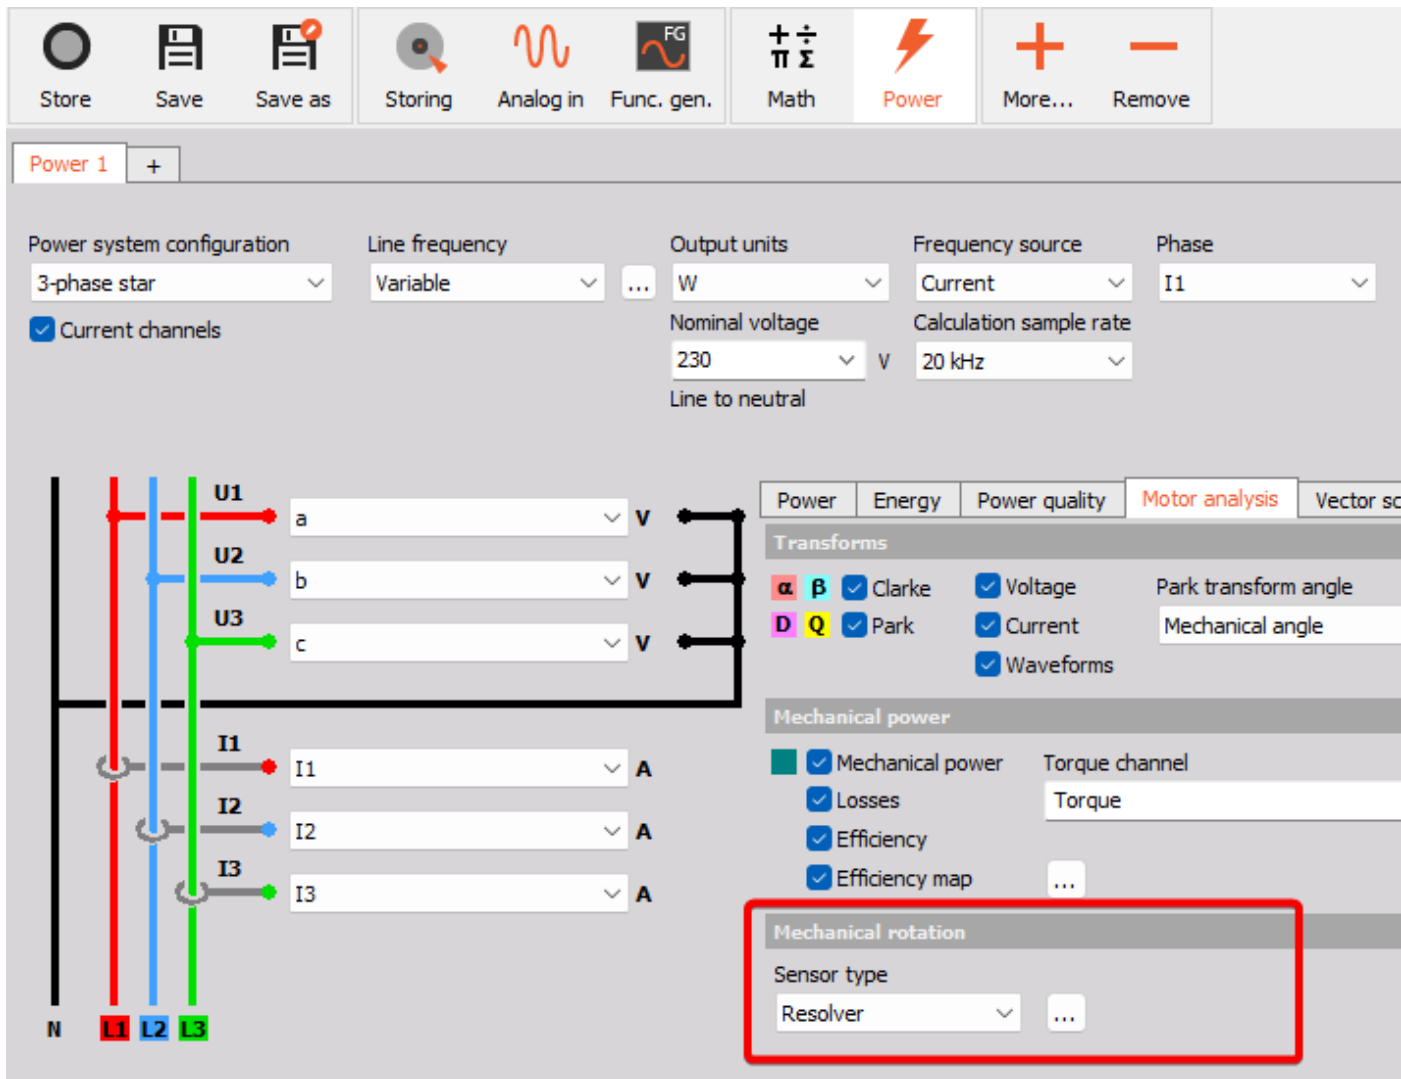 FG
Store Save Save as Storing Analog in Func. gen. Math Power More... Remove
Power 1 +
Power system configuration Line frequency Output units Frequency source Phase
3-phase star Variable ... W Current I1
Current channels Nominal voltage Calculation sample rate
230 V 20 kHz
Line to neutral
U1
a V
U2
b V
U3
c V
I1
I1 A
I2
I2 A
I3
I3 A
N L1 L2 L3
Power Energy Power quality Motor analysis Vector sc
Transforms
α β Clarke Voltage Park transform angle
D Q Park Current Mechanical angle
Waveforms
Mechanical power
Mechanical power Torque channel
Losses Torque
Efficiency
Efficiency map ...
Mechanical rotation
Sensor type
Resolver ...